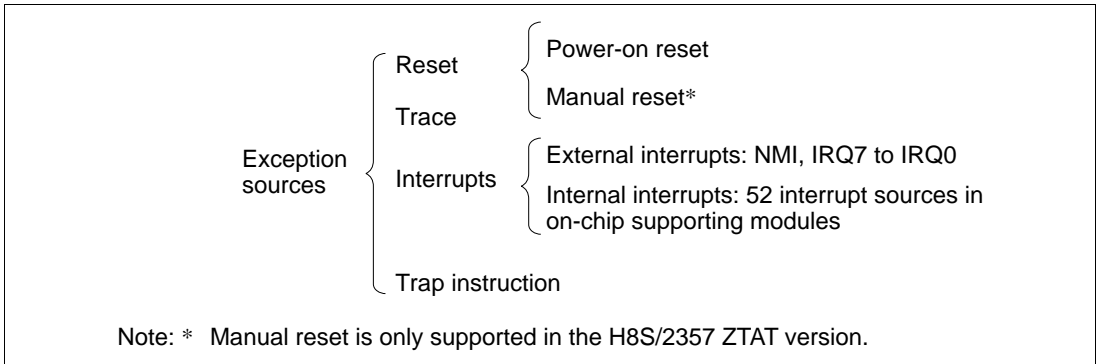 Exception
sources
Reset
Power-on reset
Manual reset*
Trace
Interrupts
External interrupts: NMI, IRQ7 to IRQ0
Internal interrupts: 52 interrupt sources in
on-chip supporting modules
Trap instruction
Note: * Manual reset is only supported in the H8S/2357 ZTAT version.